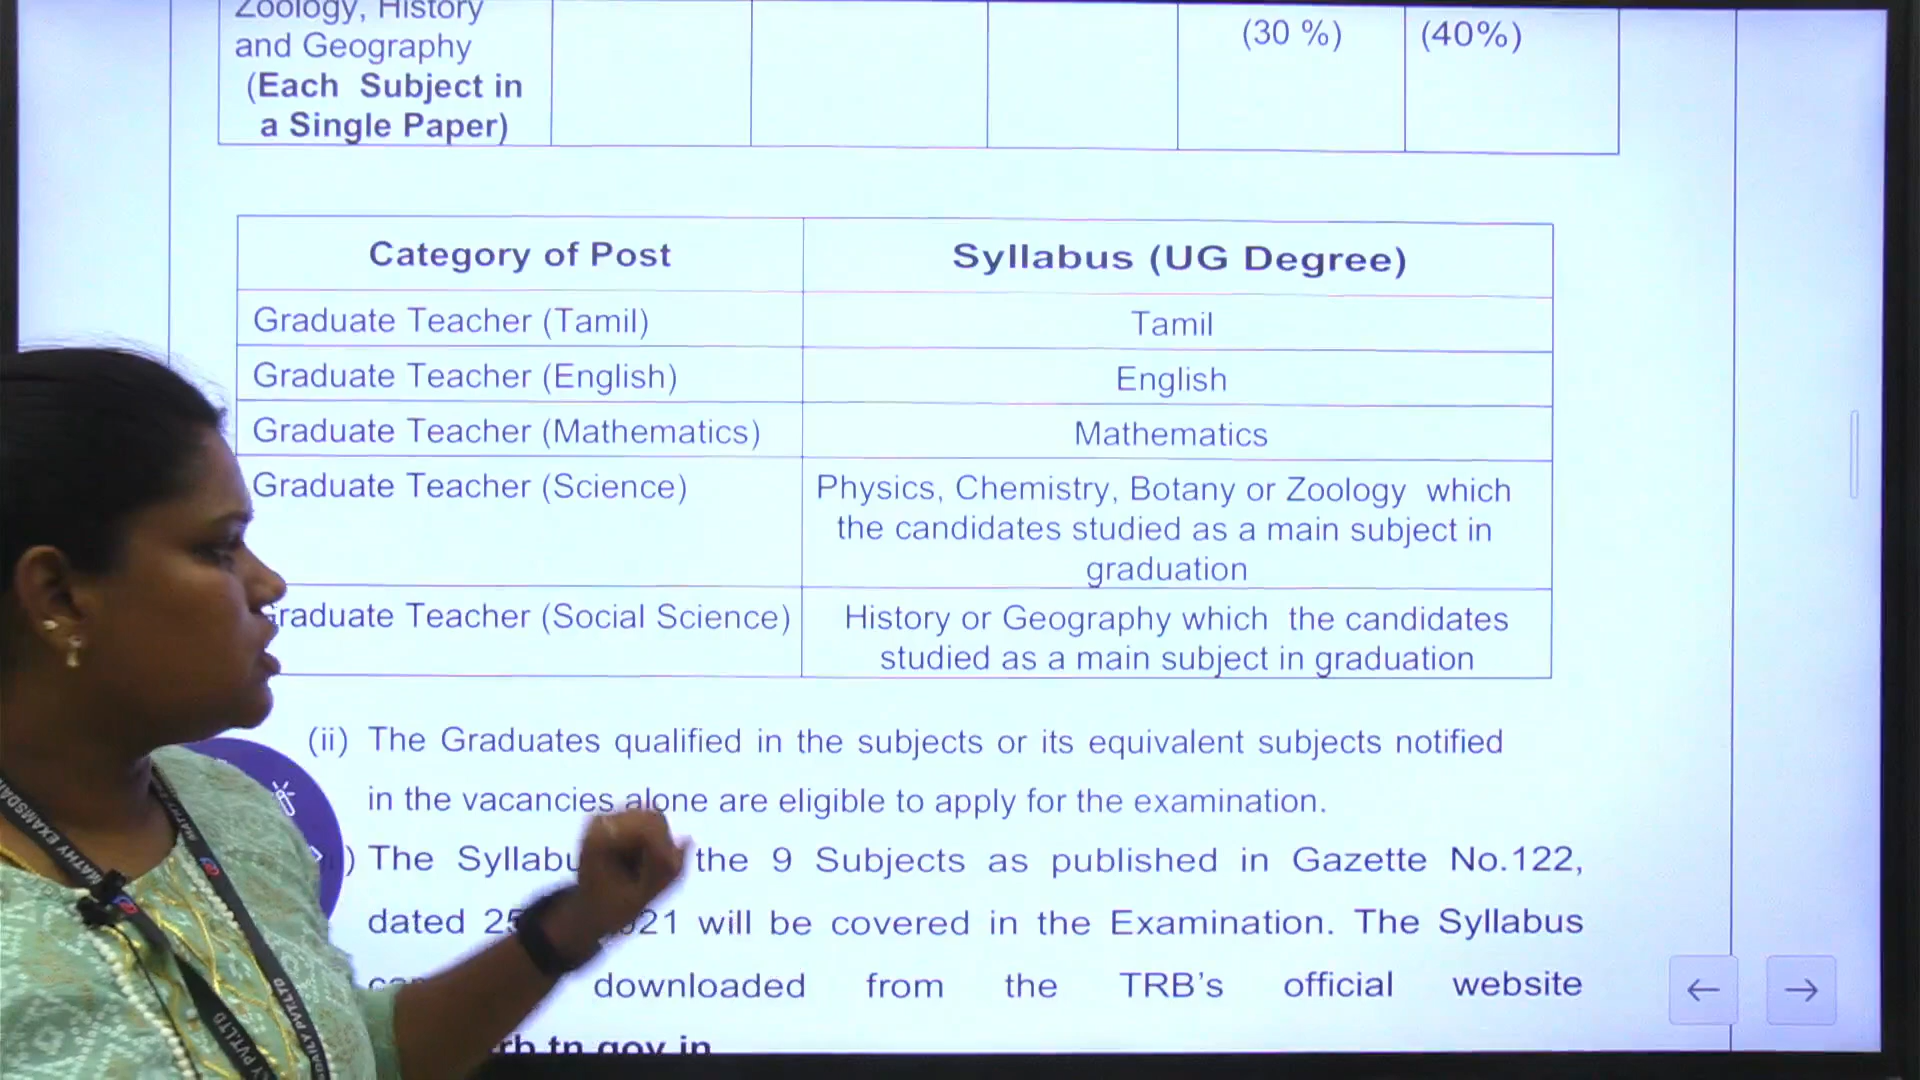 Zoology, History
and Geography
(Each Subject in
a Single Paper)
(30 %)
(40%)
Category of Post
Syllabus (UG Degree)
Graduate Teacher (Tamil)
Tamil
Graduate Teacher (English)
English
Graduate Teacher (Mathematics)
Mathematics
Graduate Teacher (Science)
Physics, Chemistry, Botany or Zoology which
the candidates studied as a main subject in
graduation
Graduate Teacher (Social Science)
History or Geography which the candidates
studied as a main subject in graduation
(ii) The Graduates qualified in the subjects or its equivalent subjects notified
in the vacancies alone are eligible to apply for the examination.
) The the 9 Subjects as published in Gazette No.122,
dated will be covered in the Examination. The Syllabus
downloaded from the TRB's official website
MATHY EXAMSDAILY PVT.LTD